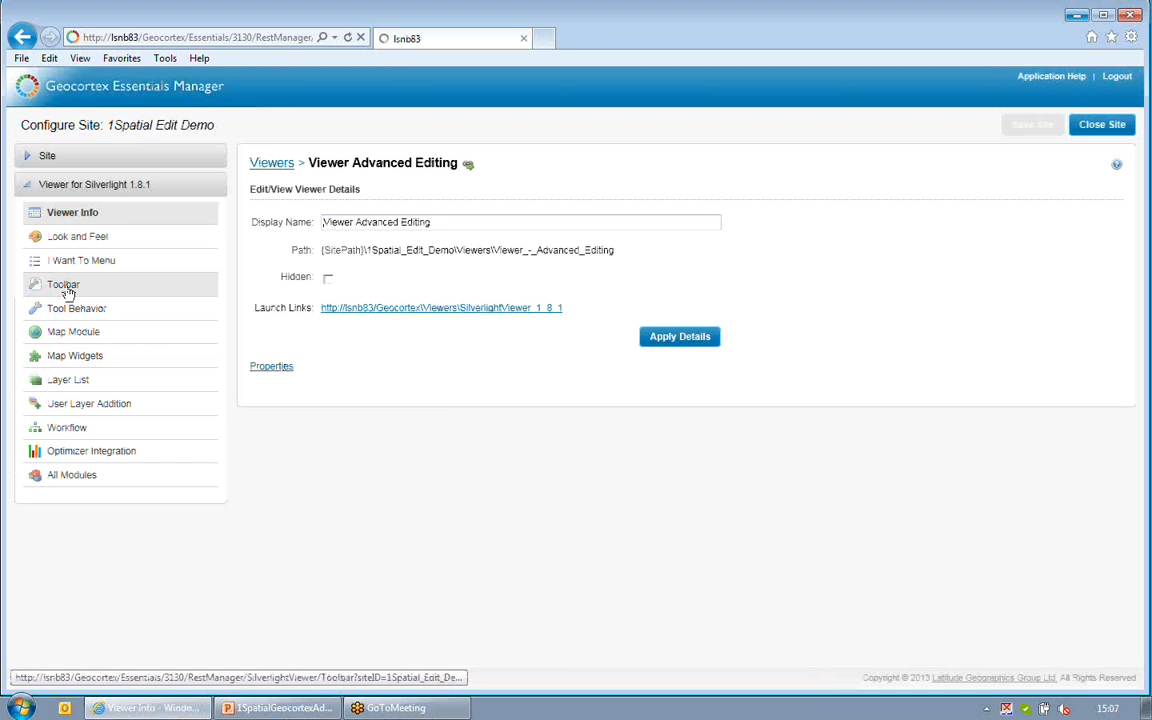 http://lsnb83/Geocortex/Essentials/3130/RestManager,
lsnb83
File Edit View Favorites Tools Help
Geocortex Essentials Manager
Application Help | Logout
Configure Site: 1Spatial Edit Demo
Save Site
Close Site
Site
Viewer for Silverlight 1.8.1
Viewer Info
Look and Feel
I Want To Menu
Toolbar
Tool Behavior
Map Module
Map Widgets
Layer List
User Layer Addition
Workflow
Optimizer Integration
All Modules
Viewers > Viewer Advanced Editing
Edit/View Viewer Details
Display Name: Viewer Advanced Editing
Path: {SitePath}\1Spatial_Edit_Demo\Viewers\Viewer_-_Advanced_Editing
Hidden:
Launch Links: http://lsnb83/Geocortex\Viewers\SilverlightViewer_1_8_1
Apply Details
Properties
http://lsnb83/Geocortex/Essentials/3130/RestManager/SilverlightViewer/Toolbar?siteID=1Spatial_Edit_De...
Copyright © 2013 Latitude Geographics Group Ltd. All Rights Reserved
Viewer Info - Windo...
1SpatialGeocortexAd...
GoToMeeting
15:07